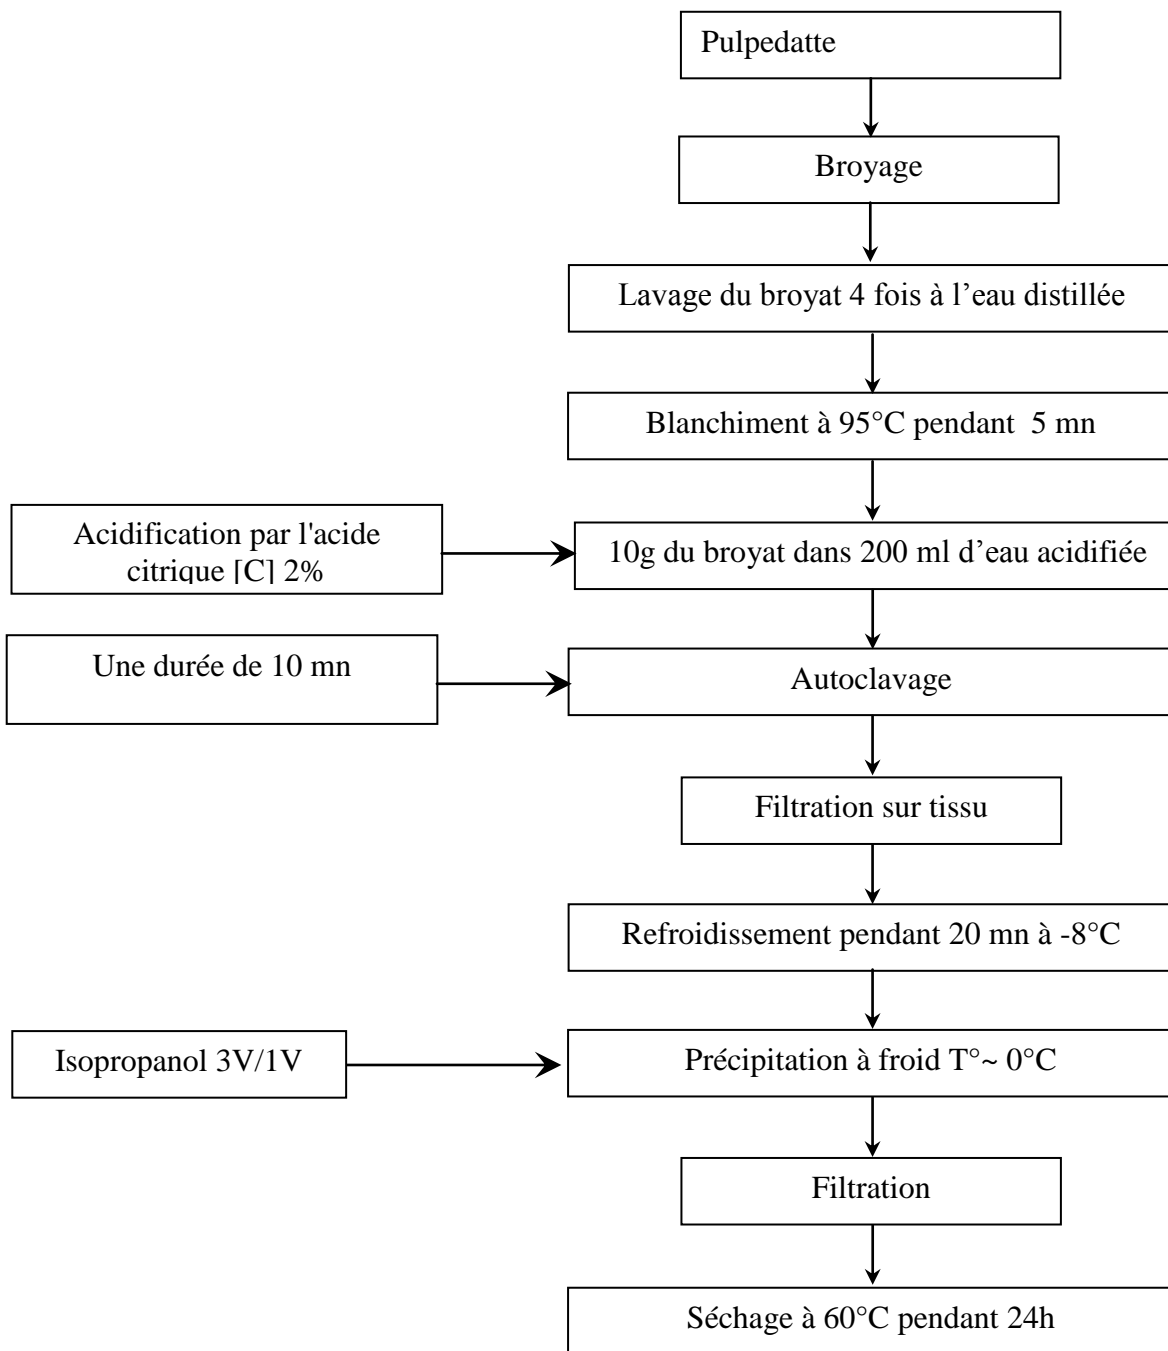 Pulpedatte
Broyage
Lavage du broyat 4 fois à l’eau distillée
Blanchiment à 95°C pendant  5 mn
Acidification par l'acide
citrique [C] 2%
10g du broyat dans 200 ml d’eau acidifiée
Une durée de 10 mn
Autoclavage
Filtration sur tissu
Refroidissement pendant 20 mn à -8°C
Isopropanol 3V/1V
Précipitation à froid T°~ 0°C
Filtration
Séchage à 60°C pendant 24h